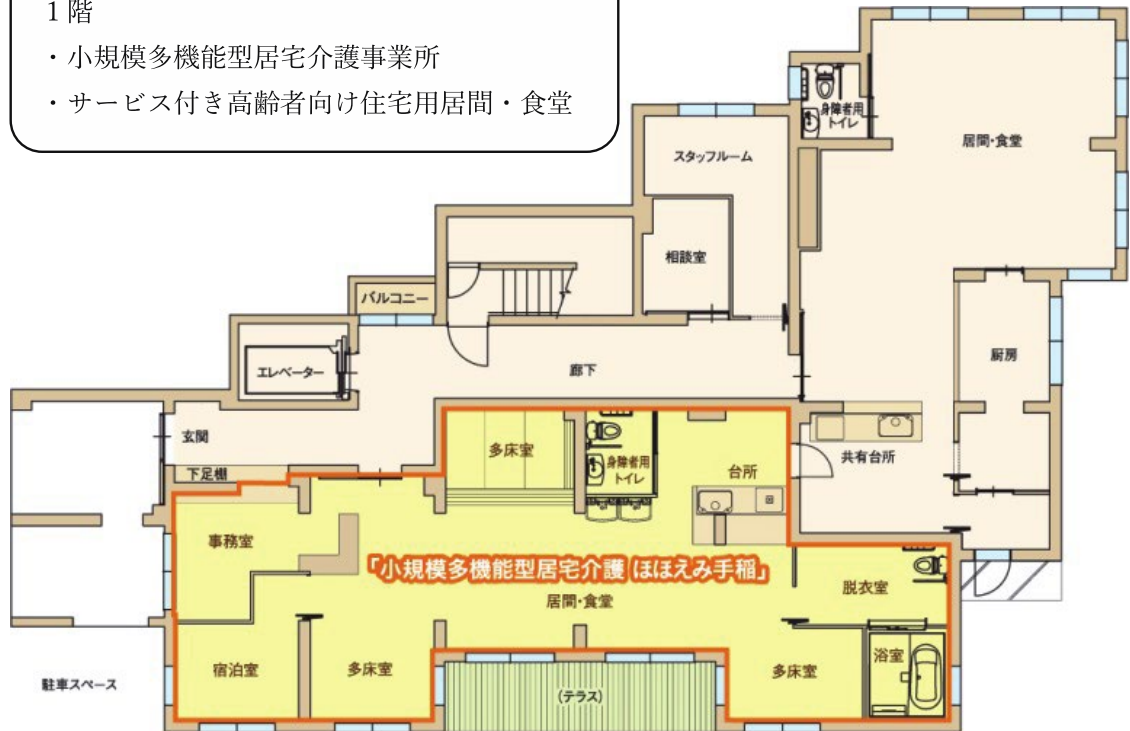 1階
・小規模多機能型居宅介護事業所
・サービス付き高齢者向け住宅用居間・食堂
身障者用
トイレ
居間・食堂
スタッフルーム
相談室
バルコニー
エレベーター
廊下
厨房
玄関
下足棚
多床室
身障者用
トイレ
台所
共有台所
事務室
「小規模多機能型居宅介護 ほほえみ手稲」
居間・食堂
脱衣室
宿泊室
多床室
多床室
浴室
駐車スペース
(テラス)